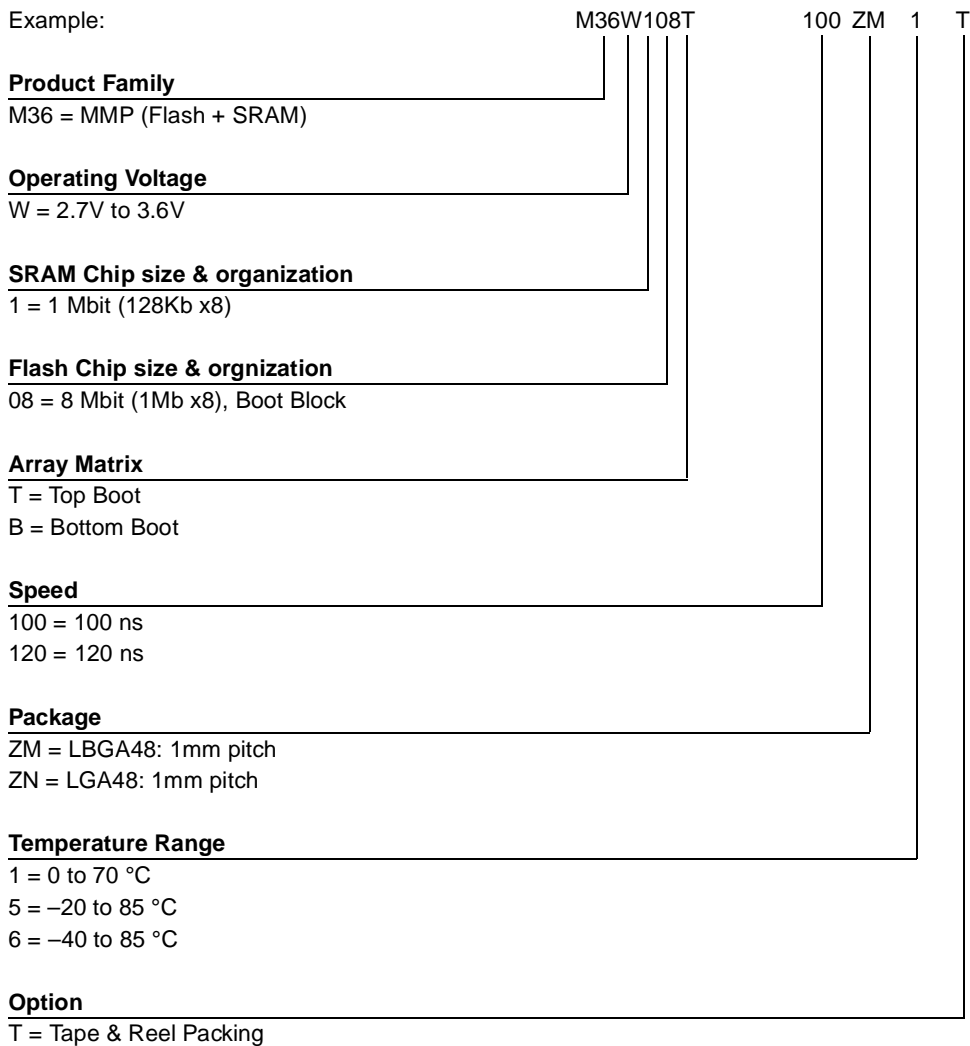 Example: M36W108T 100 ZM 1 T
Product Family
M36 = MMP (Flash + SRAM)
Operating Voltage
W = 2.7V to 3.6V
SRAM Chip size & organization
1 = 1 Mbit (128Kb x8)
Flash Chip size & orgnization
08 = 8 Mbit (1Mb x8), Boot Block
Array Matrix
T = Top Boot
B = Bottom Boot
Speed
100 = 100 ns
120 = 120 ns
Package
ZM = LBGA48: 1mm pitch
ZN = LGA48: 1mm pitch
Temperature Range
1 = 0 to 70 °C
5 = –20 to 85 °C
6 = –40 to 85 °C
Option
T = Tape & Reel Packing